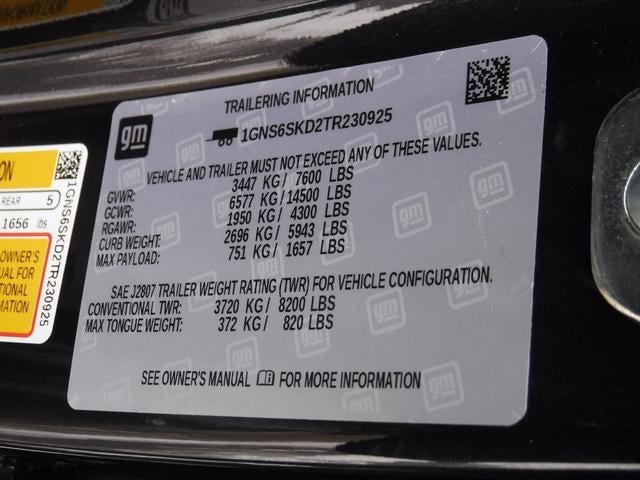 TRAILERING INFORMATION
gm
1GNS6SKD2TR230925
VEHICLE AND TRAILER MUST NOT EXCEED ANY OF THESE VALUES.
GVWR: 3447 KG/ 7600 LBS
GCWR: 6577 KG/14500 LBS
RGAWR: 1950 KG/ 4300 LBS
CURB WEIGHT: 2696 KG/ 5943 LBS
MAX PAYLOAD: 751 KG/ 1657 LBS
SAE J2807 TRAILER WEIGHT RATING (TWR) FOR VEHICLE CONFIGURATION.
CONVENTIONAL TWR: 3720 KG/ 8200 LBS
MAX TONGUE WEIGHT: 372 KG/ 820 LBS
SEE OWNER'S MANUAL FOR MORE INFORMATION
ON
REAR 5
1656 lbs
OWNER'S
UAL FOR
TIONAL
RMATION
1GNS6SKD2TR230925